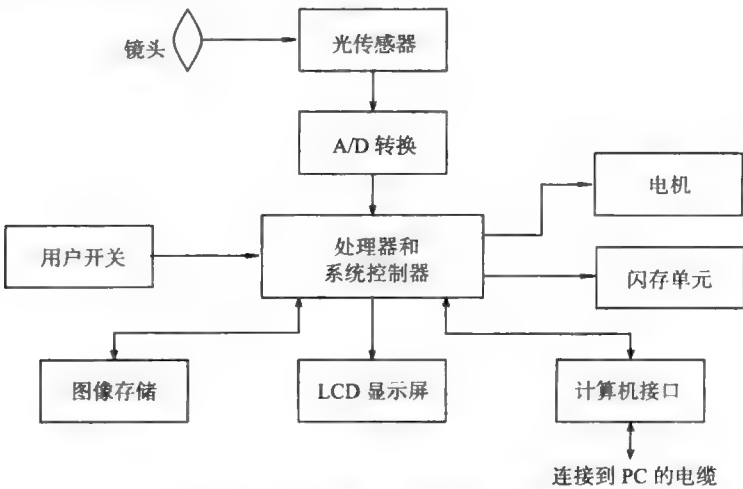 镜头
光传感器
A/D 转换
电机
用户开关
处理器和
系统控制器
闪存单元
图像存储
LCD 显示屏
计算机接口
连接到 PC 的电缆